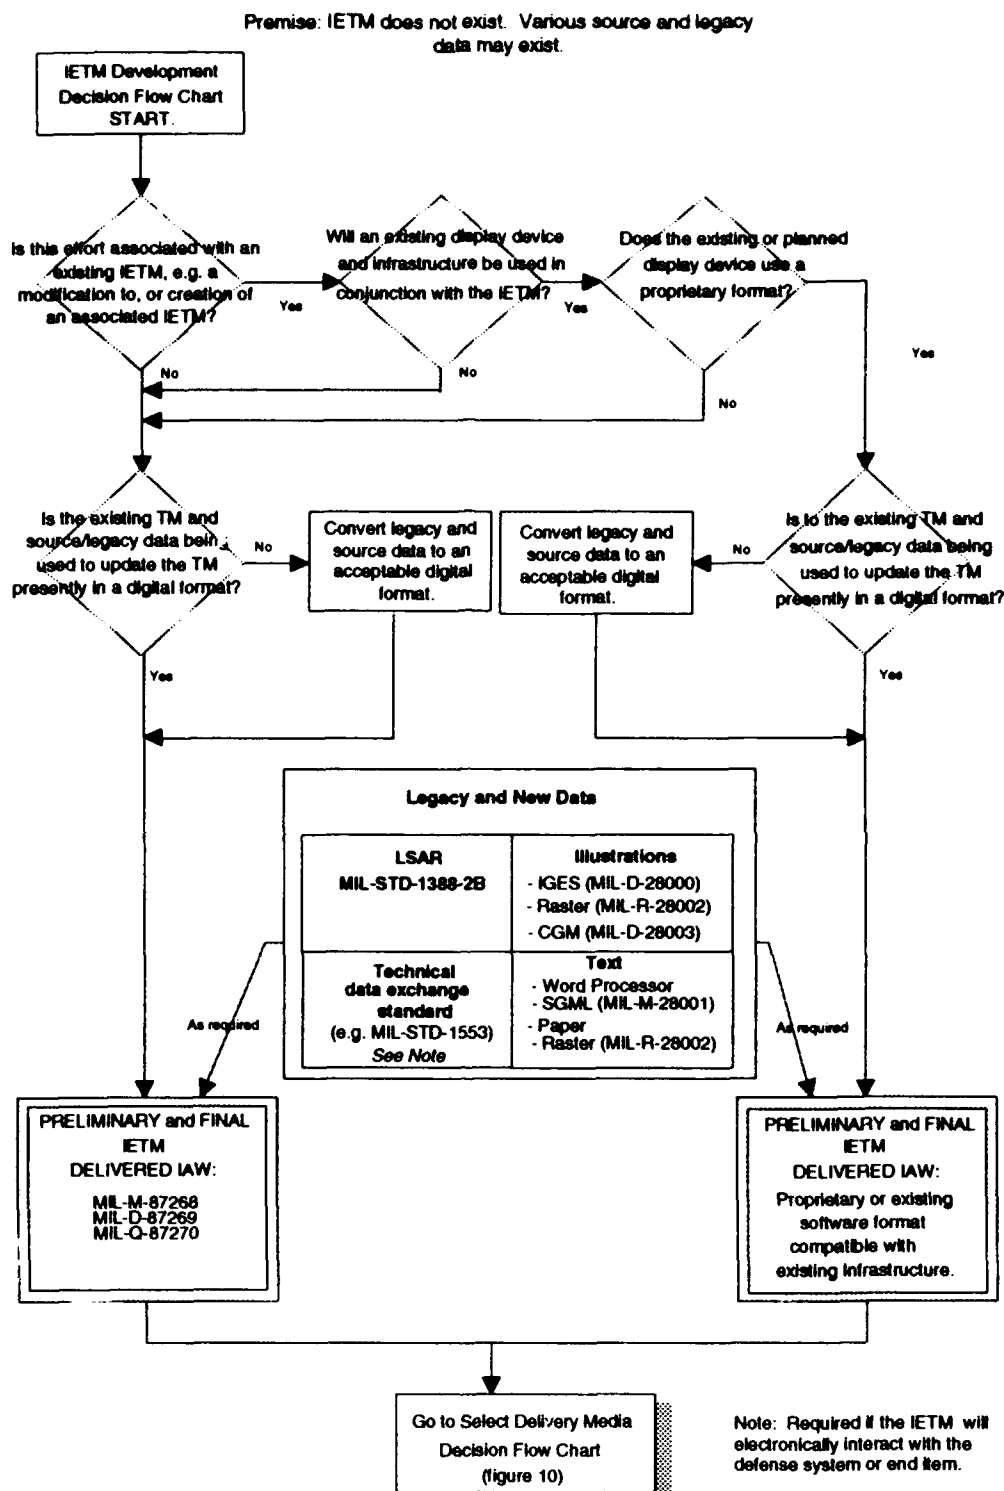 Premise: IETM does not exist. Various source and legacy
data may exist.
IETM Development
Decision Flow Chart
START.
Is this effort associated with an
existing IETM, e.g. a
modification to, or creation of
an associated IETM?
Yes
No
Will an existing display device
and infrastructure be used in
conjunction with the IETM?
Yes
No
Does the existing or planned
display device use a
proprietary format?
Yes
No
Is the existing TM and
source/legacy data being
used to update the TM
presently in a digital format?
No
Yes
Convert legacy and
source data to an
acceptable digital
format.
Convert legacy and
source data to an
acceptable digital
format.
No
Is to the existing TM and
source/legacy data being
used to update the TM
presently in a digital format?
Yes
Legacy and New Data
LSAR
MIL-STD-1388-2B
Illustrations
- IGES (MIL-D-28000)
- Raster (MIL-R-28002)
- CGM (MIL-D-28003)
Technical
data exchange
standard
(e.g. MIL-STD-1553)
See Note
Text
- Word Processor
- SGML (MIL-M-28001)
- Paper
- Raster (MIL-R-28002)
As required
As required
PRELIMINARY and FINAL
IETM
DELIVERED IAW:
MIL-M-87268
MIL-D-87269
MIL-Q-87270
PRELIMINARY and FINAL
IETM
DELIVERED IAW:
Proprietary or existing
software format
compatible with
existing infrastructure.
Go to Select Delivery Media
Decision Flow Chart
(figure 10)
Note: Required if the IETM will
electronically interact with the
defense system or end item.